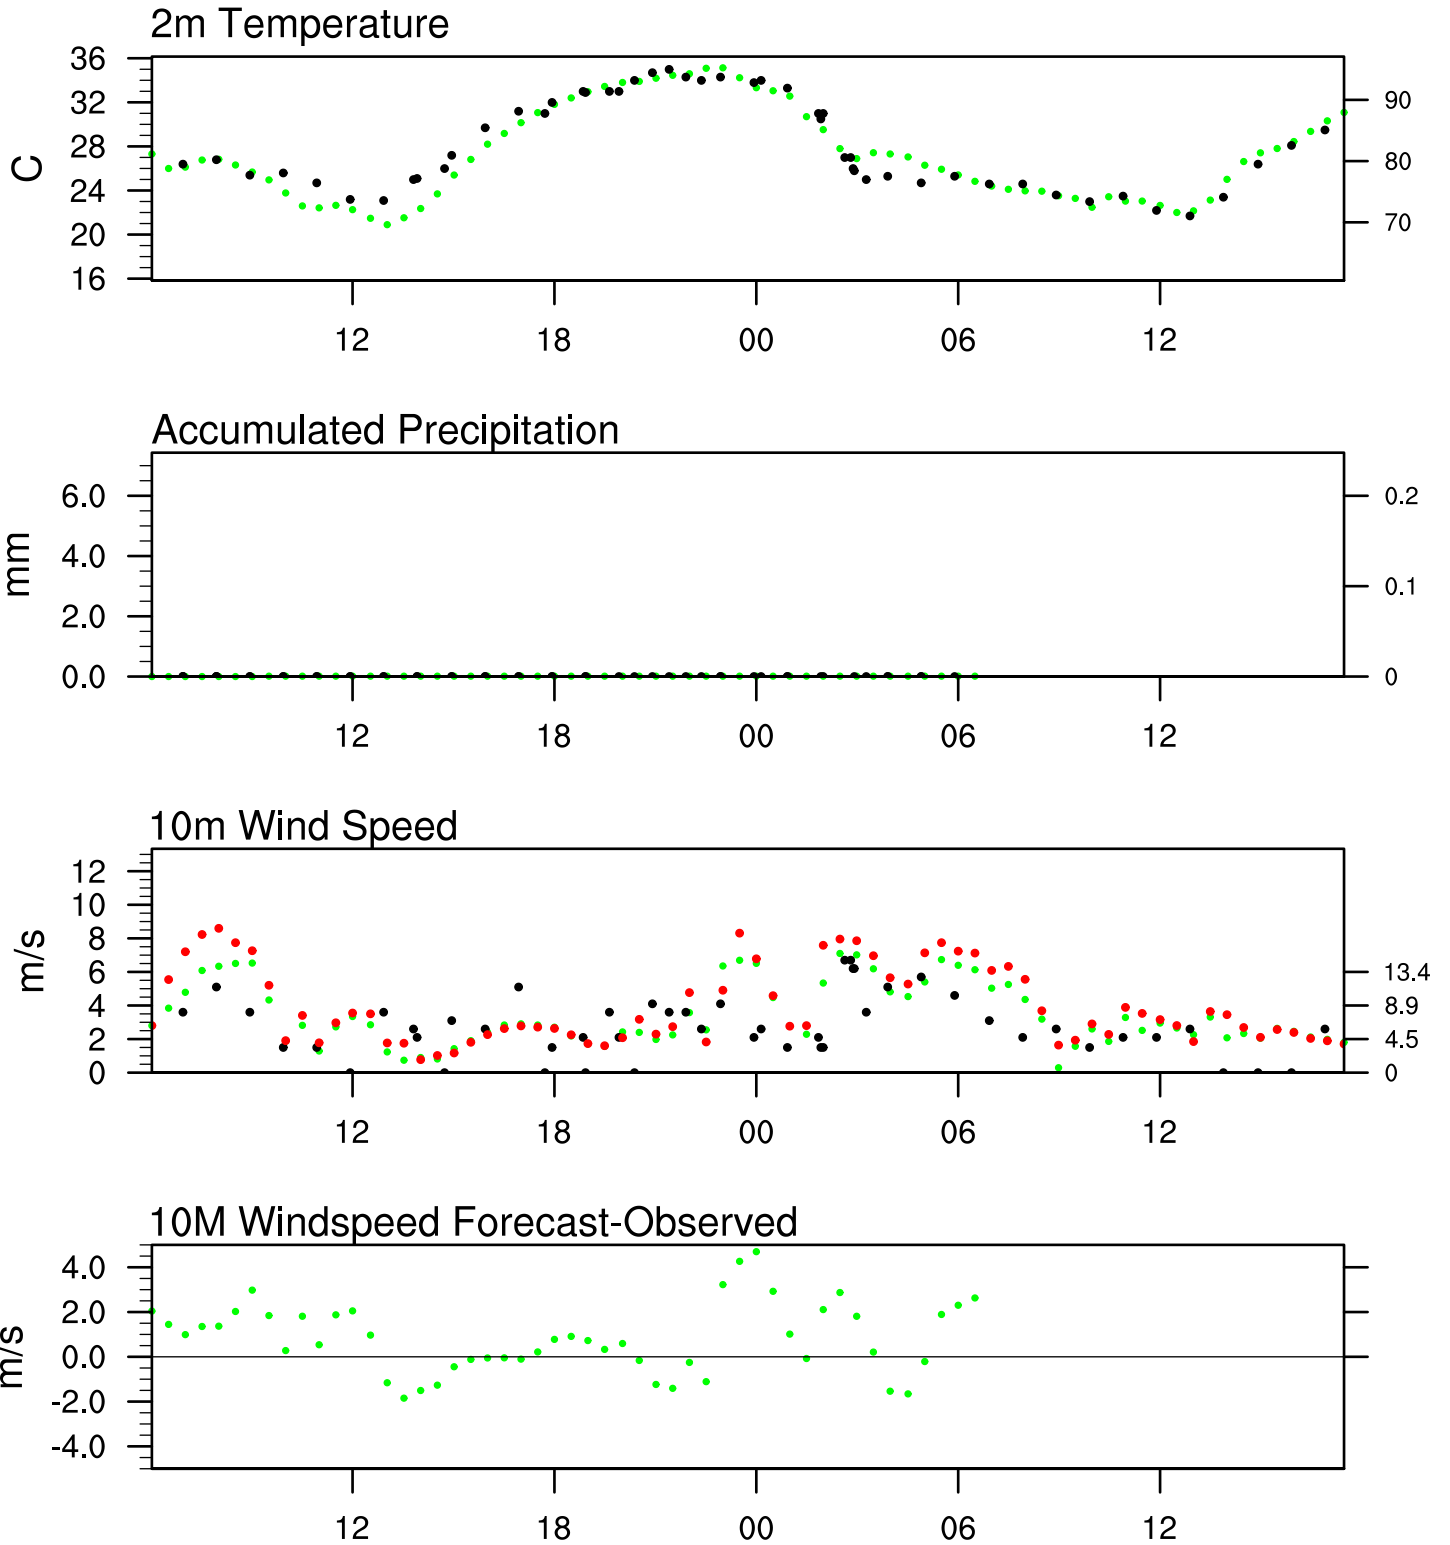 2m Temperature
36
32
28
24
20
16
C
90
80
70
12 18 00 06 12
Accumulated Precipitation
6.0
4.0
2.0
0.0
mm
0.2
0.1
0
12 18 00 06 12
10m Wind Speed
12
10
8
6
4
2
0
m/s
13.4
8.9
4.5
0
12 18 00 06 12
10M Windspeed Forecast-Observed
4.0
2.0
0.0
-2.0
-4.0
m/s
12 18 00 06 12